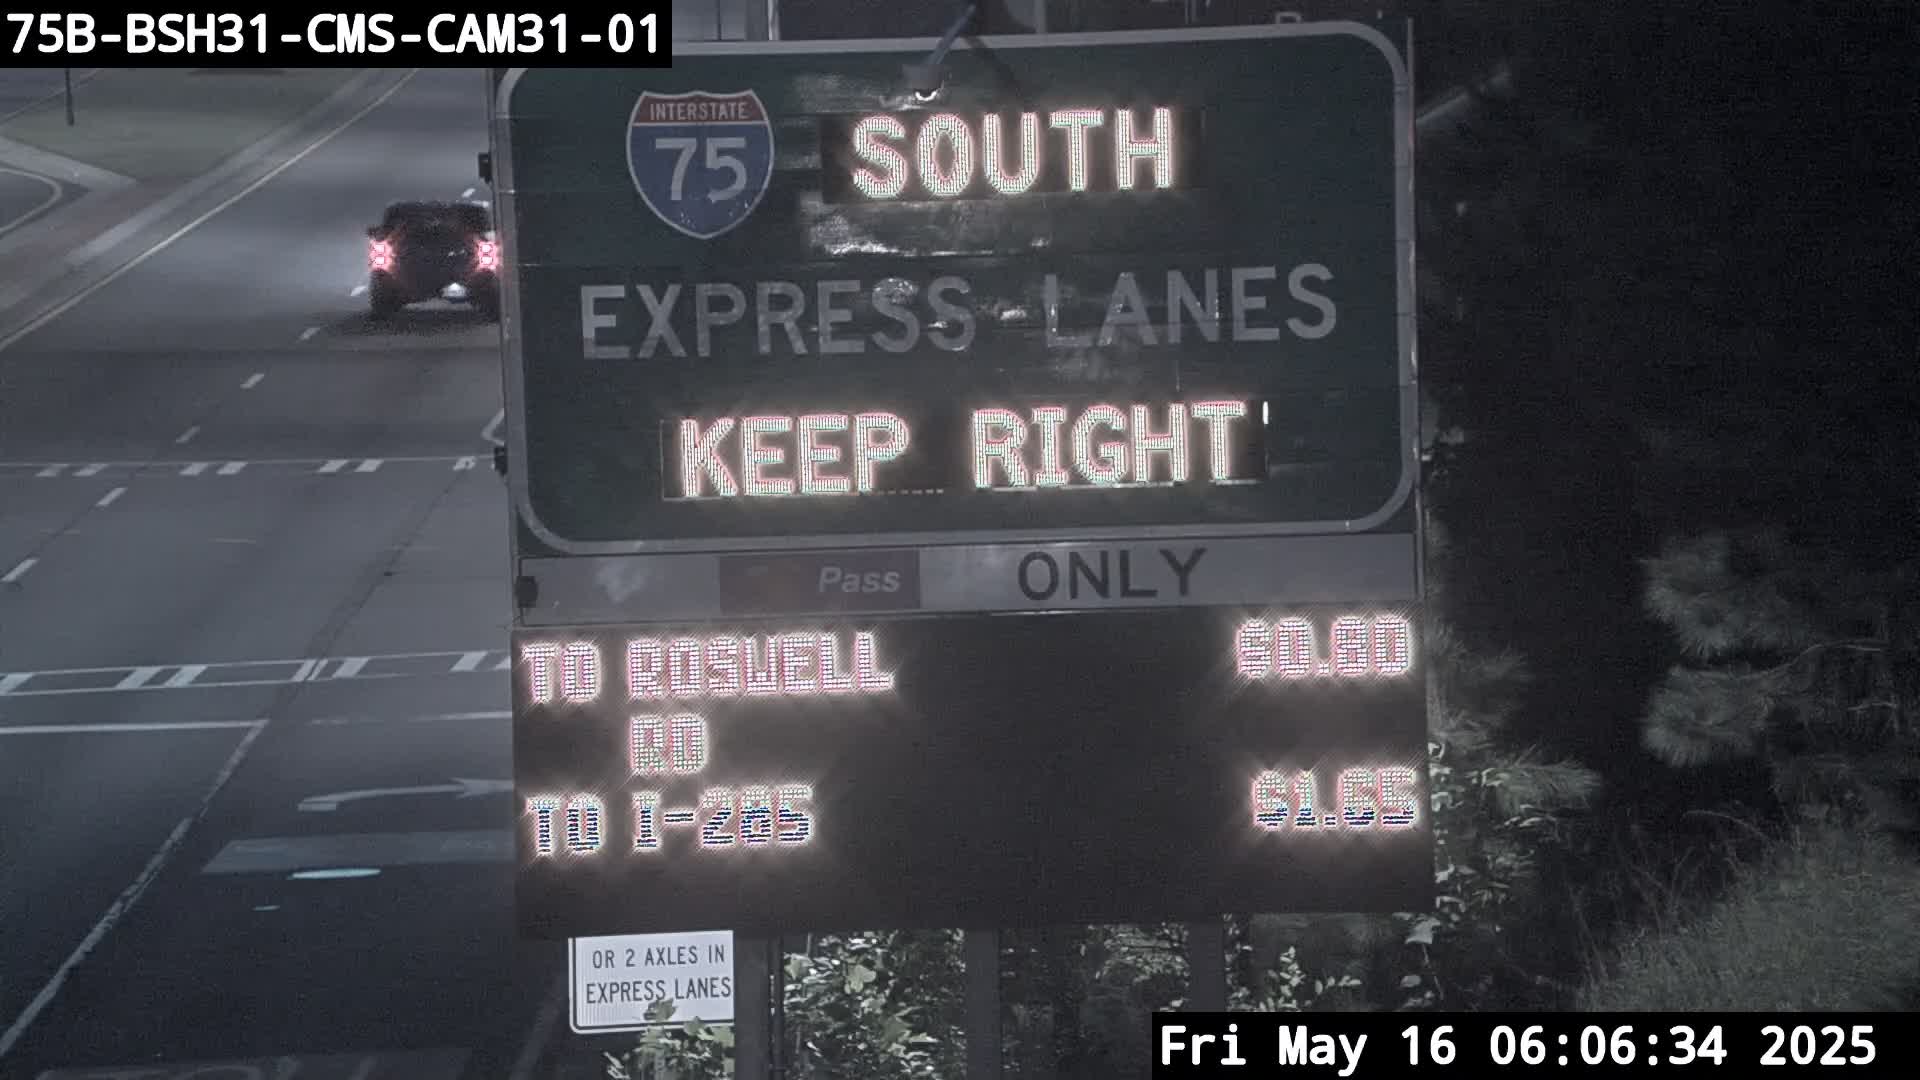 75B-BSH31-CMS-CAM31-01
INTERSTATE
75
SOUTH
EXPRESS LANES
KEEP RIGHT
Pass
ONLY
TO ROSWELL $0.80
RD
TO I-285 $1.65
OR 2 AXLES IN
EXPRESS LANES
Fri May 16 06:06:34 2025